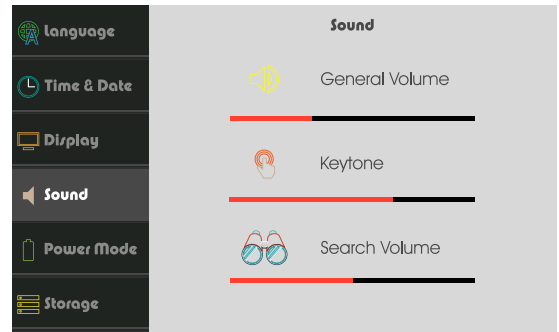 Language
Time & Date
Display
Sound
Power Mode
Storage
Sound
General Volume
Keytone
Search Volume